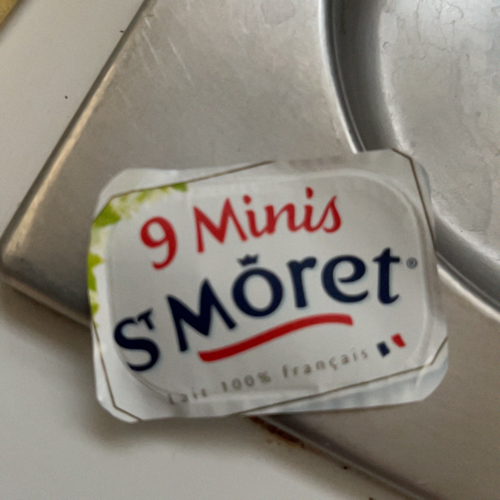 9 Minis
St Môret®
Lait 100% français